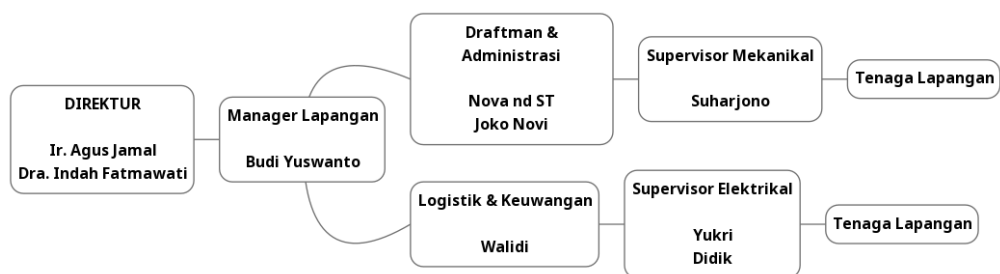 DIREKTUR
Ir. Agus Jamal
Dra. Indah Fatmawati
Manager Lapangan
Budi Yuswanto
Draftman &
Administrasi
Nova nd ST
Joko Novi
Supervisor Mekanikal
Suharjono
Tenaga Lapangan
Logistik & Keuwangan
Walidi
Supervisor Elektrikal
Yukri
Didik
Tenaga Lapangan